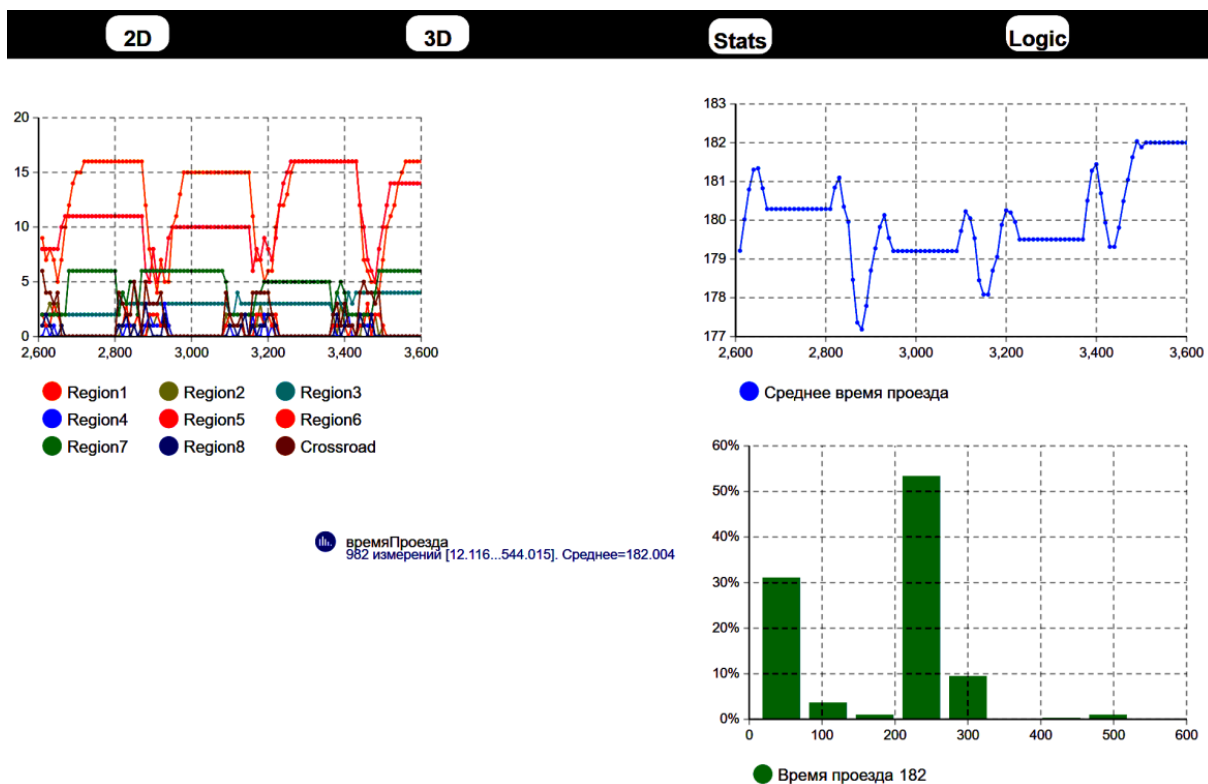 2D 3D Stats Logic
20
15
10
5
0
2,600 2,800 3,000 3,200 3,400 3,600
Region1 Region2 Region3
Region4 Region5 Region6
Region7 Region8 Crossroad
времяПроезда
982 измерений [12.116...544.015]. Среднее=182.004
183
182
181
180
179
178
177
2,600 2,800 3,000 3,200 3,400 3,600
Среднее время проезда
60%
50%
40%
30%
20%
10%
0%
0 100 200 300 400 500 600
Время проезда 182